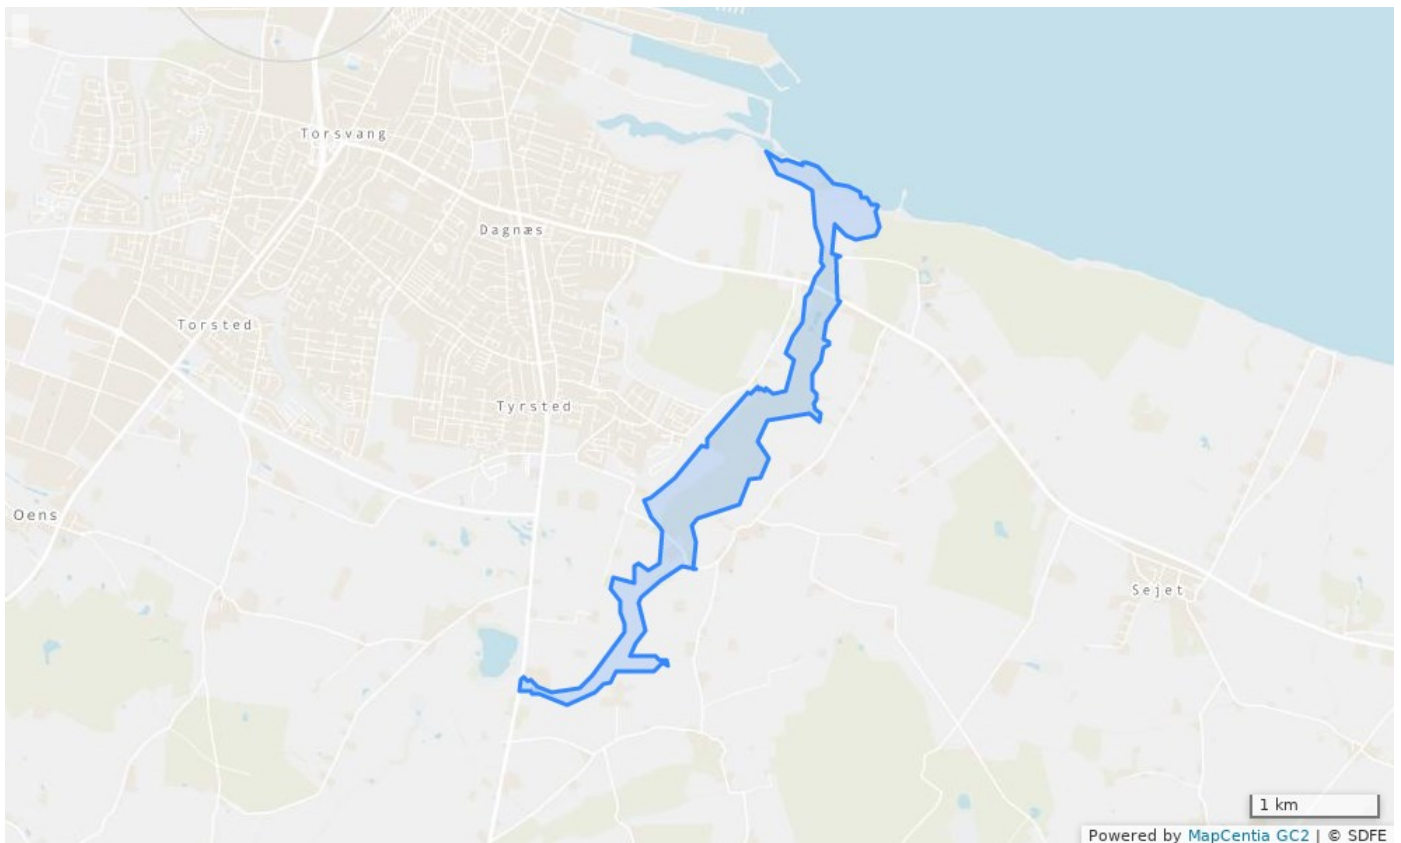 Torsvang
Dagnæs
Torsted
Tyrsted
Oens
Sejet
1 km
Powered by MapCentia GC2 | © SDFE